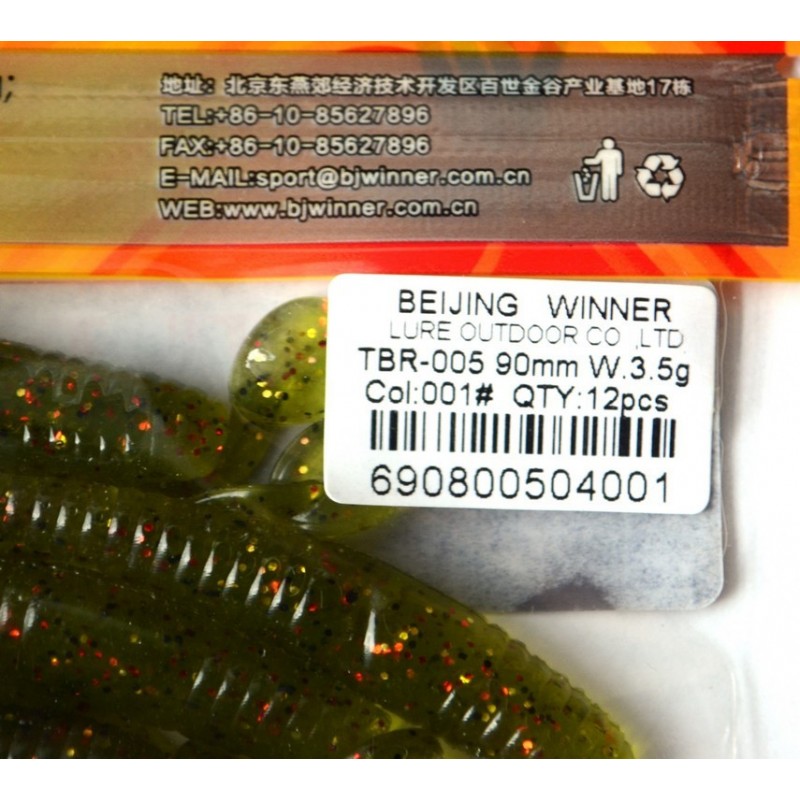 地址：北京东燕郊经济技术开发区百世金谷产业基地17栋
TEL:+86-10-85627896
FAX:+86-10-85627896
E-MAIL:sport@bjwinner.com.cn
WEB:www.bjwinner.com.cn
BEIJING WINNER
LURE OUTDOOR CO ,LTD
TBR-005 90mm W.3.5g
Col:001# QTY:12pcs
690800504001